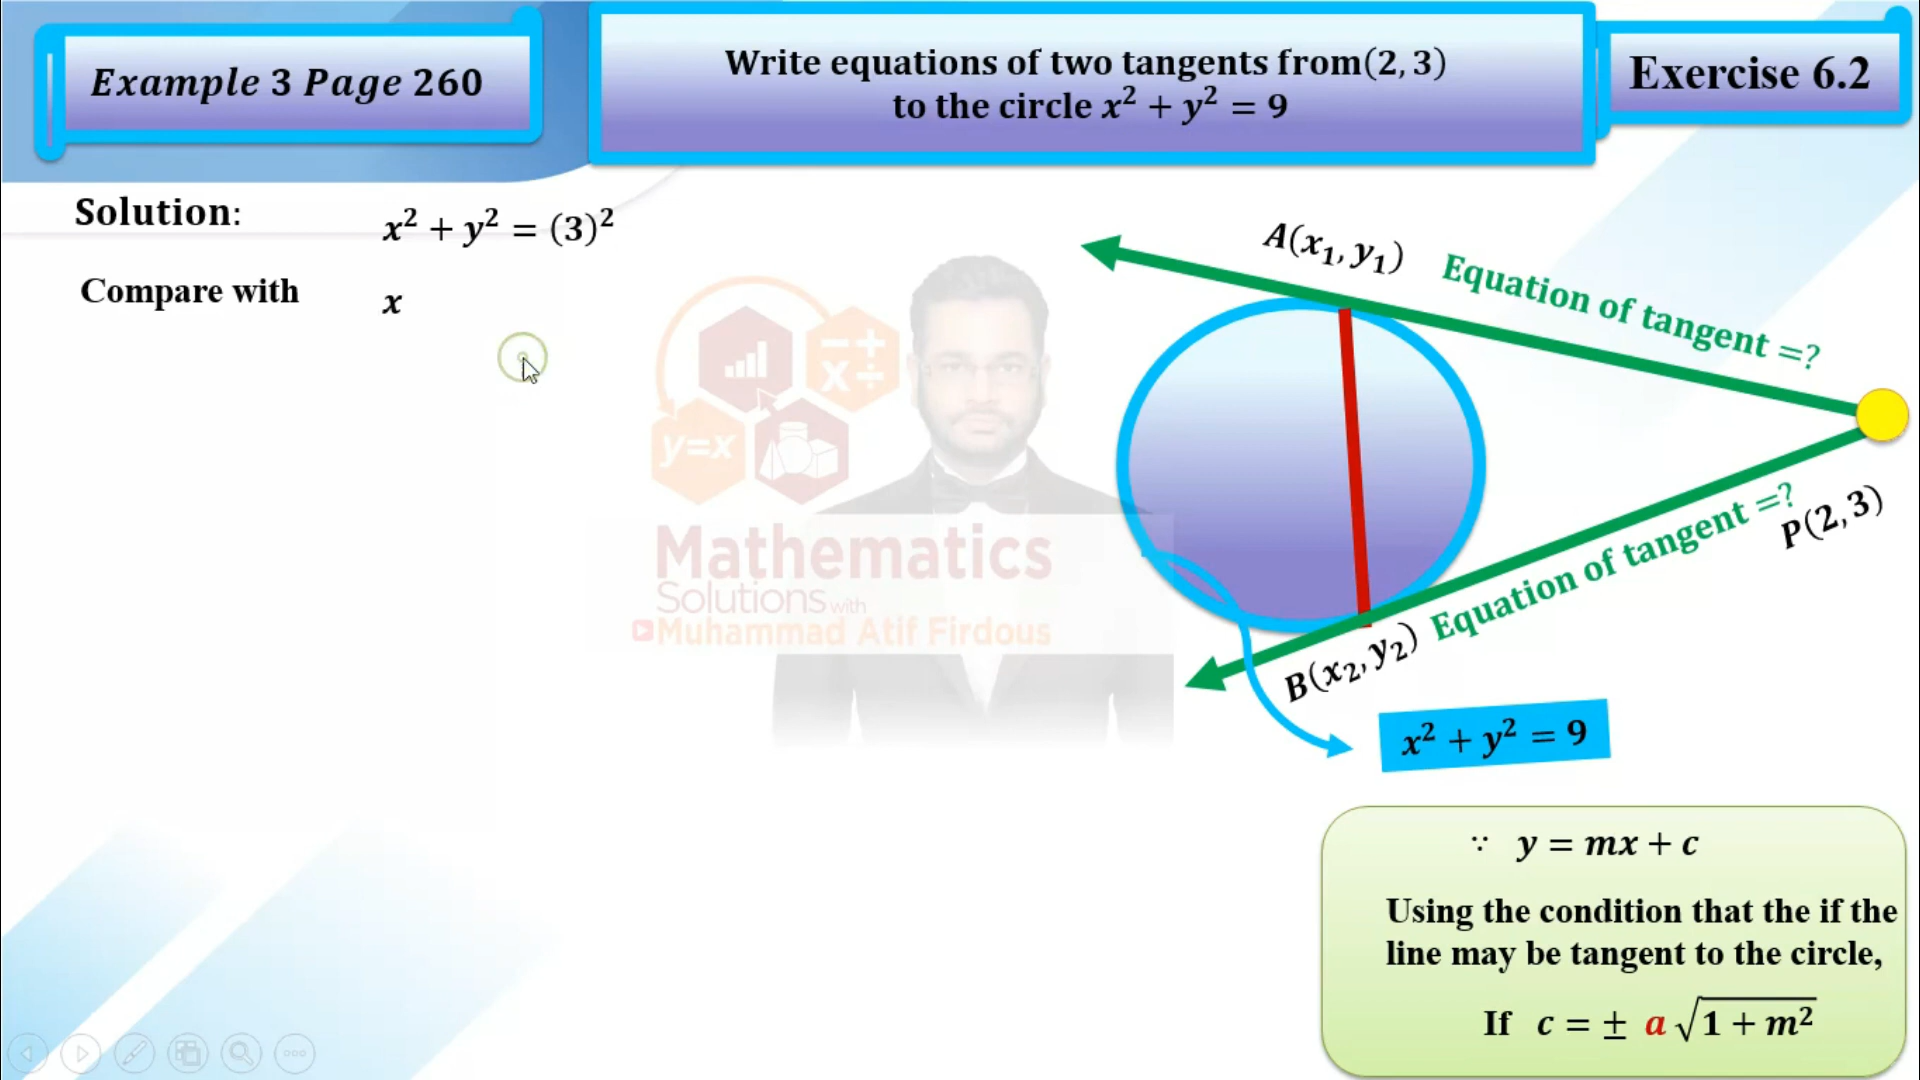 Example 3 Page 260
Write equations of two tangents from(2, 3)
to the circle x² + y² = 9
Exercise 6.2
Solution:
x² + y² = (3)²
Compare with
x
A(x₁, y₁)
Equation of tangent =?
P(2, 3)
Equation of tangent =?
B(x₂, y₂)
x² + y² = 9
y=x
Mathematics
Solutions with
Muhammad Atif Firdous
∵ y = mx + c
Using the condition that the if the
line may be tangent to the circle,
If c = ± a √(1 + m²)